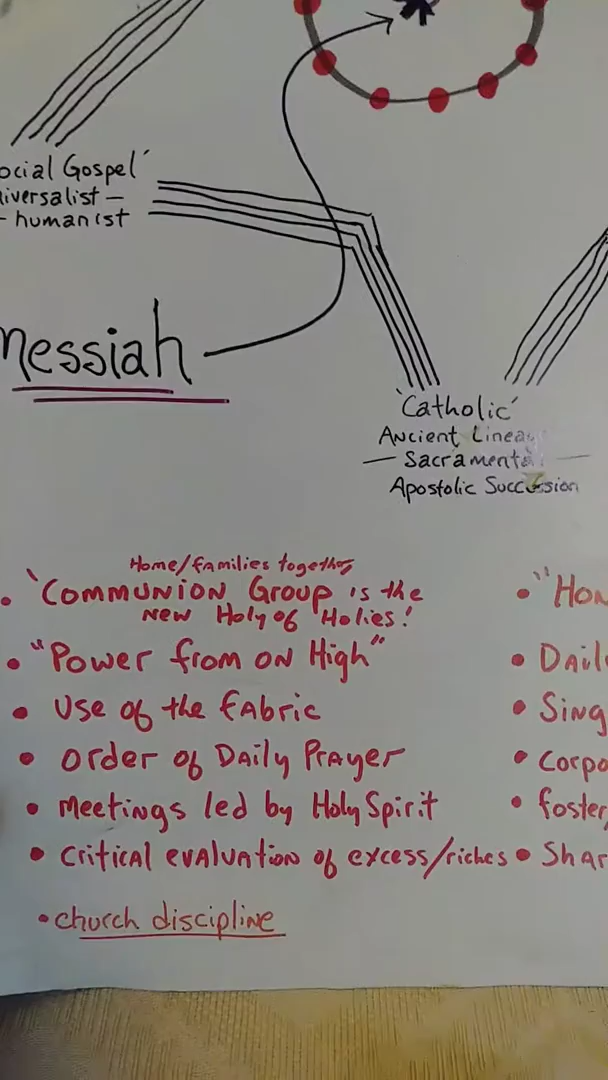 ocial Gospel'
iversalist —
- humanist
Messiah
'Catholic'
Ancient Lineag
— Sacramental —
Apostolic Succession
Home/families together
• 'Communion Group is the
new Holy of Holies!
• "Power from on High"
• Use of the fabric
• Order of Daily Prayer
• Meetings led by Holy Spirit
• Critical evaluation of excess/riches
• church discipline
• "Hom
• Dail
• Sing
• Corpo
• foster
• Shar